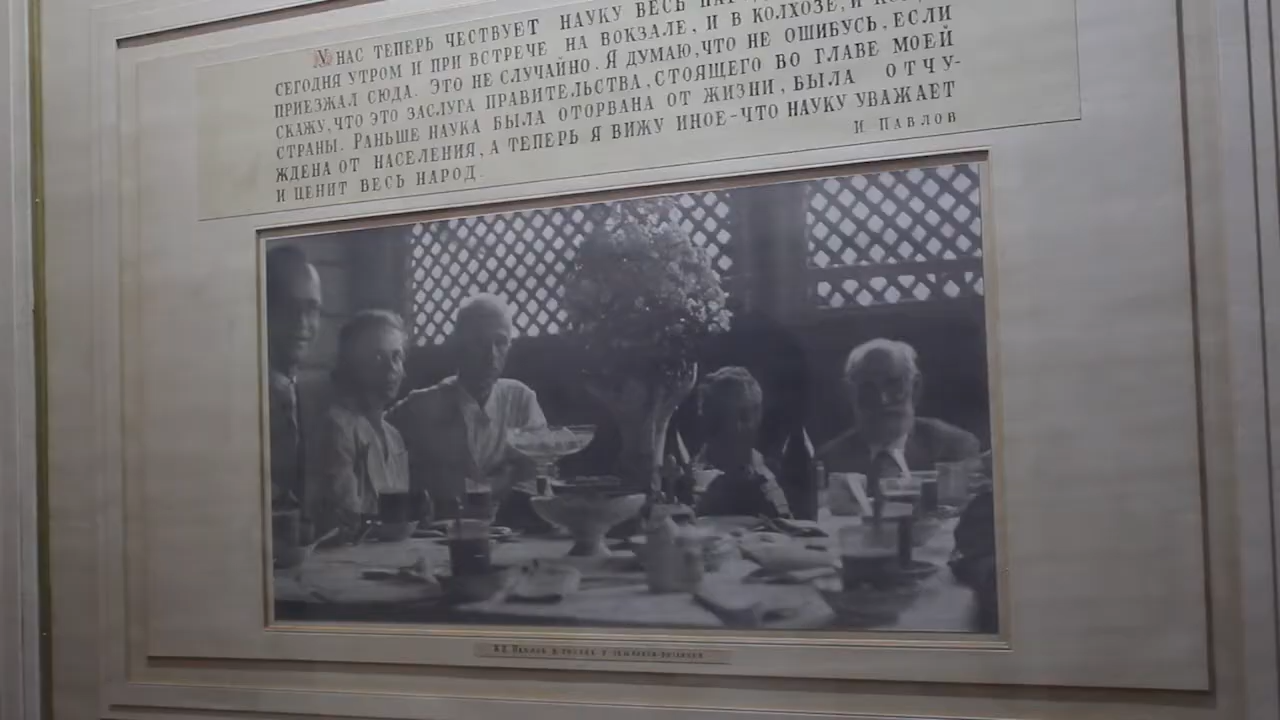 У НАС ТЕПЕРЬ ЧЕСТВУЕТ НАУКУ ВЕСЬ
СЕГОДНЯ УТРОМ И ПРИ ВСТРЕЧЕ НА ВОКЗАЛЕ, И В КОЛХОЗЕ, И
ПРИЕЗЖАЛ СЮДА. ЭТО НЕ СЛУЧАЙНО. Я ДУМАЮ, ЧТО НЕ ОШИБУСЬ, ЕСЛИ
СКАЖУ, ЧТО ЭТО ЗАСЛУГА ПРАВИТЕЛЬСТВА, СТОЯЩЕГО ВО ГЛАВЕ МОЕЙ
СТРАНЫ. РАНЬШЕ НАУКА БЫЛА ОТОРВАНА ОТ ЖИЗНИ, БЫЛА ОТЧУ-
ЖДЕНА ОТ НАСЕЛЕНИЯ, А ТЕПЕРЬ Я ВИЖУ ИНОЕ-ЧТО НАУКУ УВАЖАЕТ
И ЦЕНИТ ВЕСЬ НАРОД.
И. ПАВЛОВ
И.П. ПАВЛОВ В ГОСТЯХ У